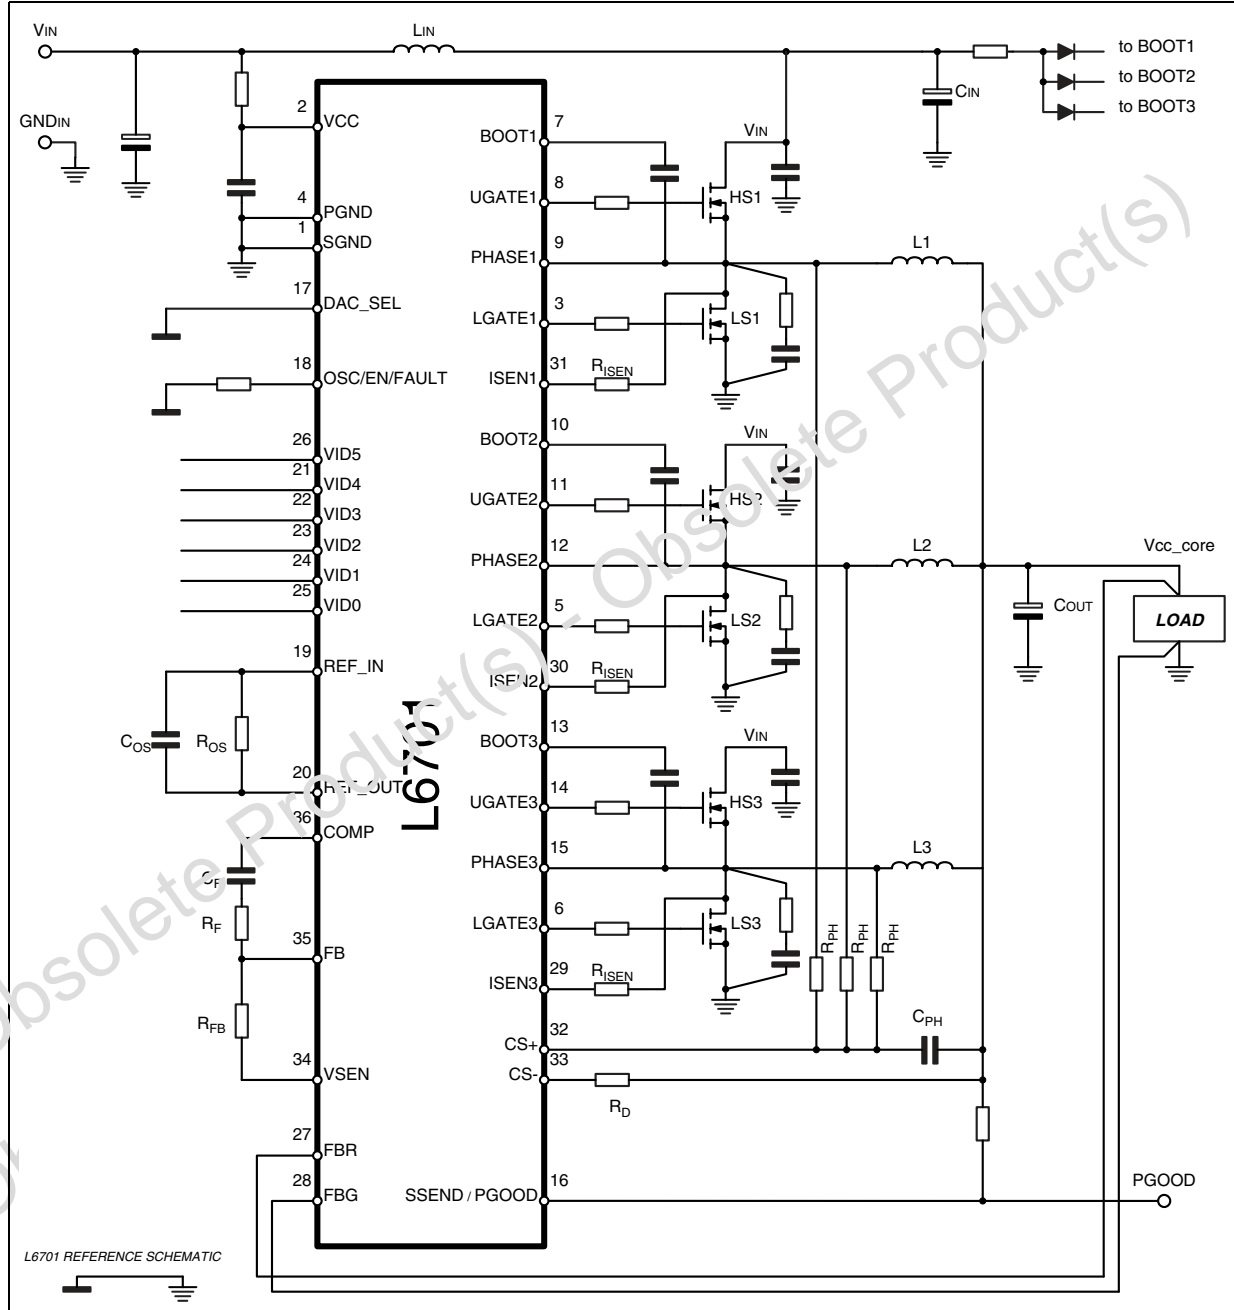 VIN
LIN
to BOOT1
to BOOT2
to BOOT3
CIN
GNDIN
2
VCC
4
PGND
1
SGND
17
DAC_SEL
18
OSC/EN/FAULT
26
VID5
21
VID4
22
VID3
23
VID2
24
VID1
25
VID0
19
REF_IN
COS
ROS
20
REF_OUT
36
COMP
CF
RF
35
FB
RFB
34
VSEN
27
FBR
28
FBG
L6701
7
BOOT1
VIN
8
UGATE1
HS1
9
PHASE1
L1
3
LGATE1
LS1
31
ISEN1
RISEN
10
BOOT2
VIN
11
UGATE2
HS2
12
PHASE2
L2
Vcc_core
5
LGATE2
LS2
COUT
LOAD
30
ISEN2
RISEN
13
BOOT3
VIN
14
UGATE3
HS3
15
PHASE3
L3
6
LGATE3
LS3
RPH
RPH
RPH
29
ISEN3
RISEN
32
CS+
CPH
33
CS-
RD
16
SSEND / PGOOD
PGOOD
L6701 REFERENCE SCHEMATIC
Obsolete Product(s) - Obsolete Product(s)